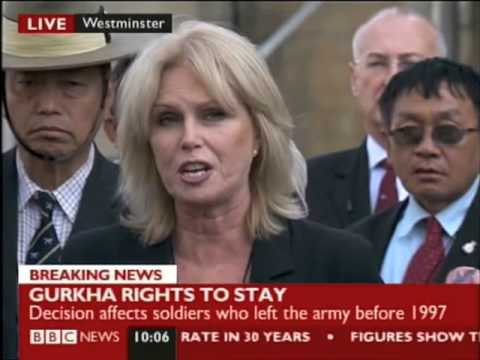 LIVE Westminster
BREAKING NEWS
GURKHA RIGHTS TO STAY
Decision affects soldiers who left the army before 1997
BBC NEWS 10:06 RATE IN 30 YEARS • FIGURES SHOW T